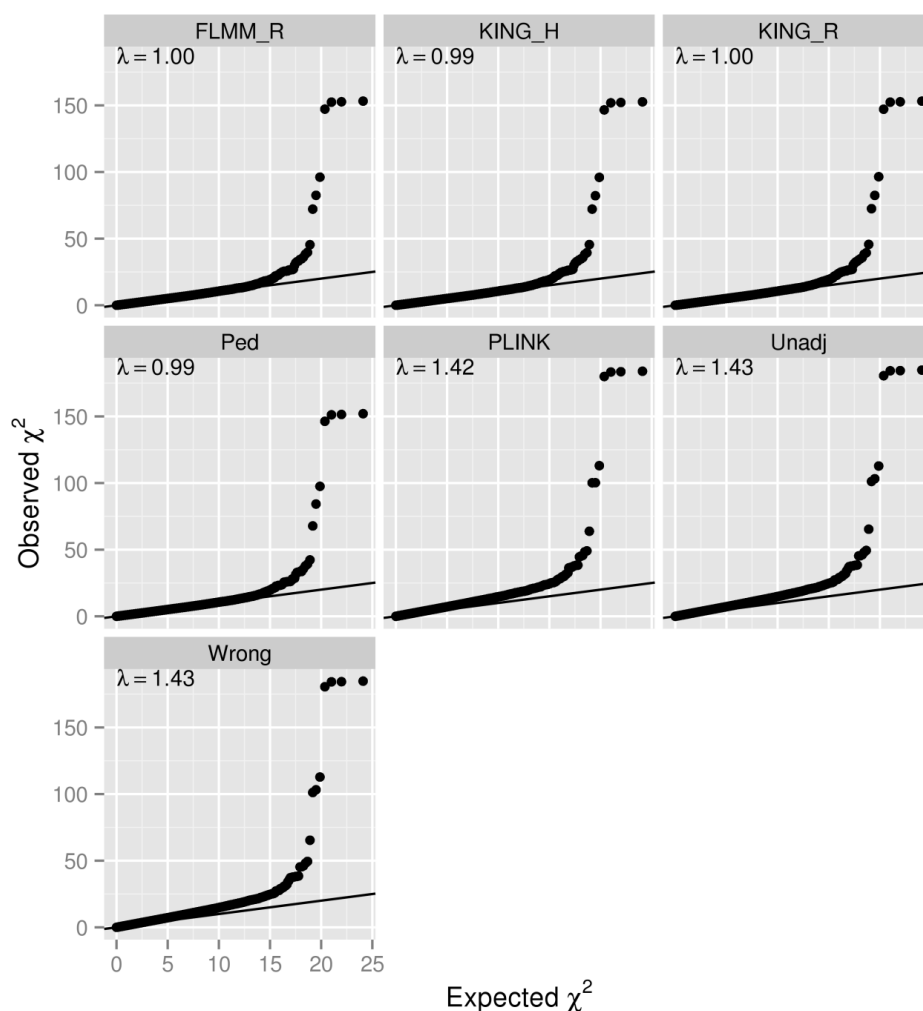 FLMM_R KING_H KING_R
λ = 1.00 λ = 0.99 λ = 1.00
150
100
50
0
Ped PLINK Unadj
λ = 0.99 λ = 1.42 λ = 1.43
150
100
50
0
Observed χ²
Wrong
λ = 1.43
150
100
50
0
0 5 10 15 20 25
Expected χ²